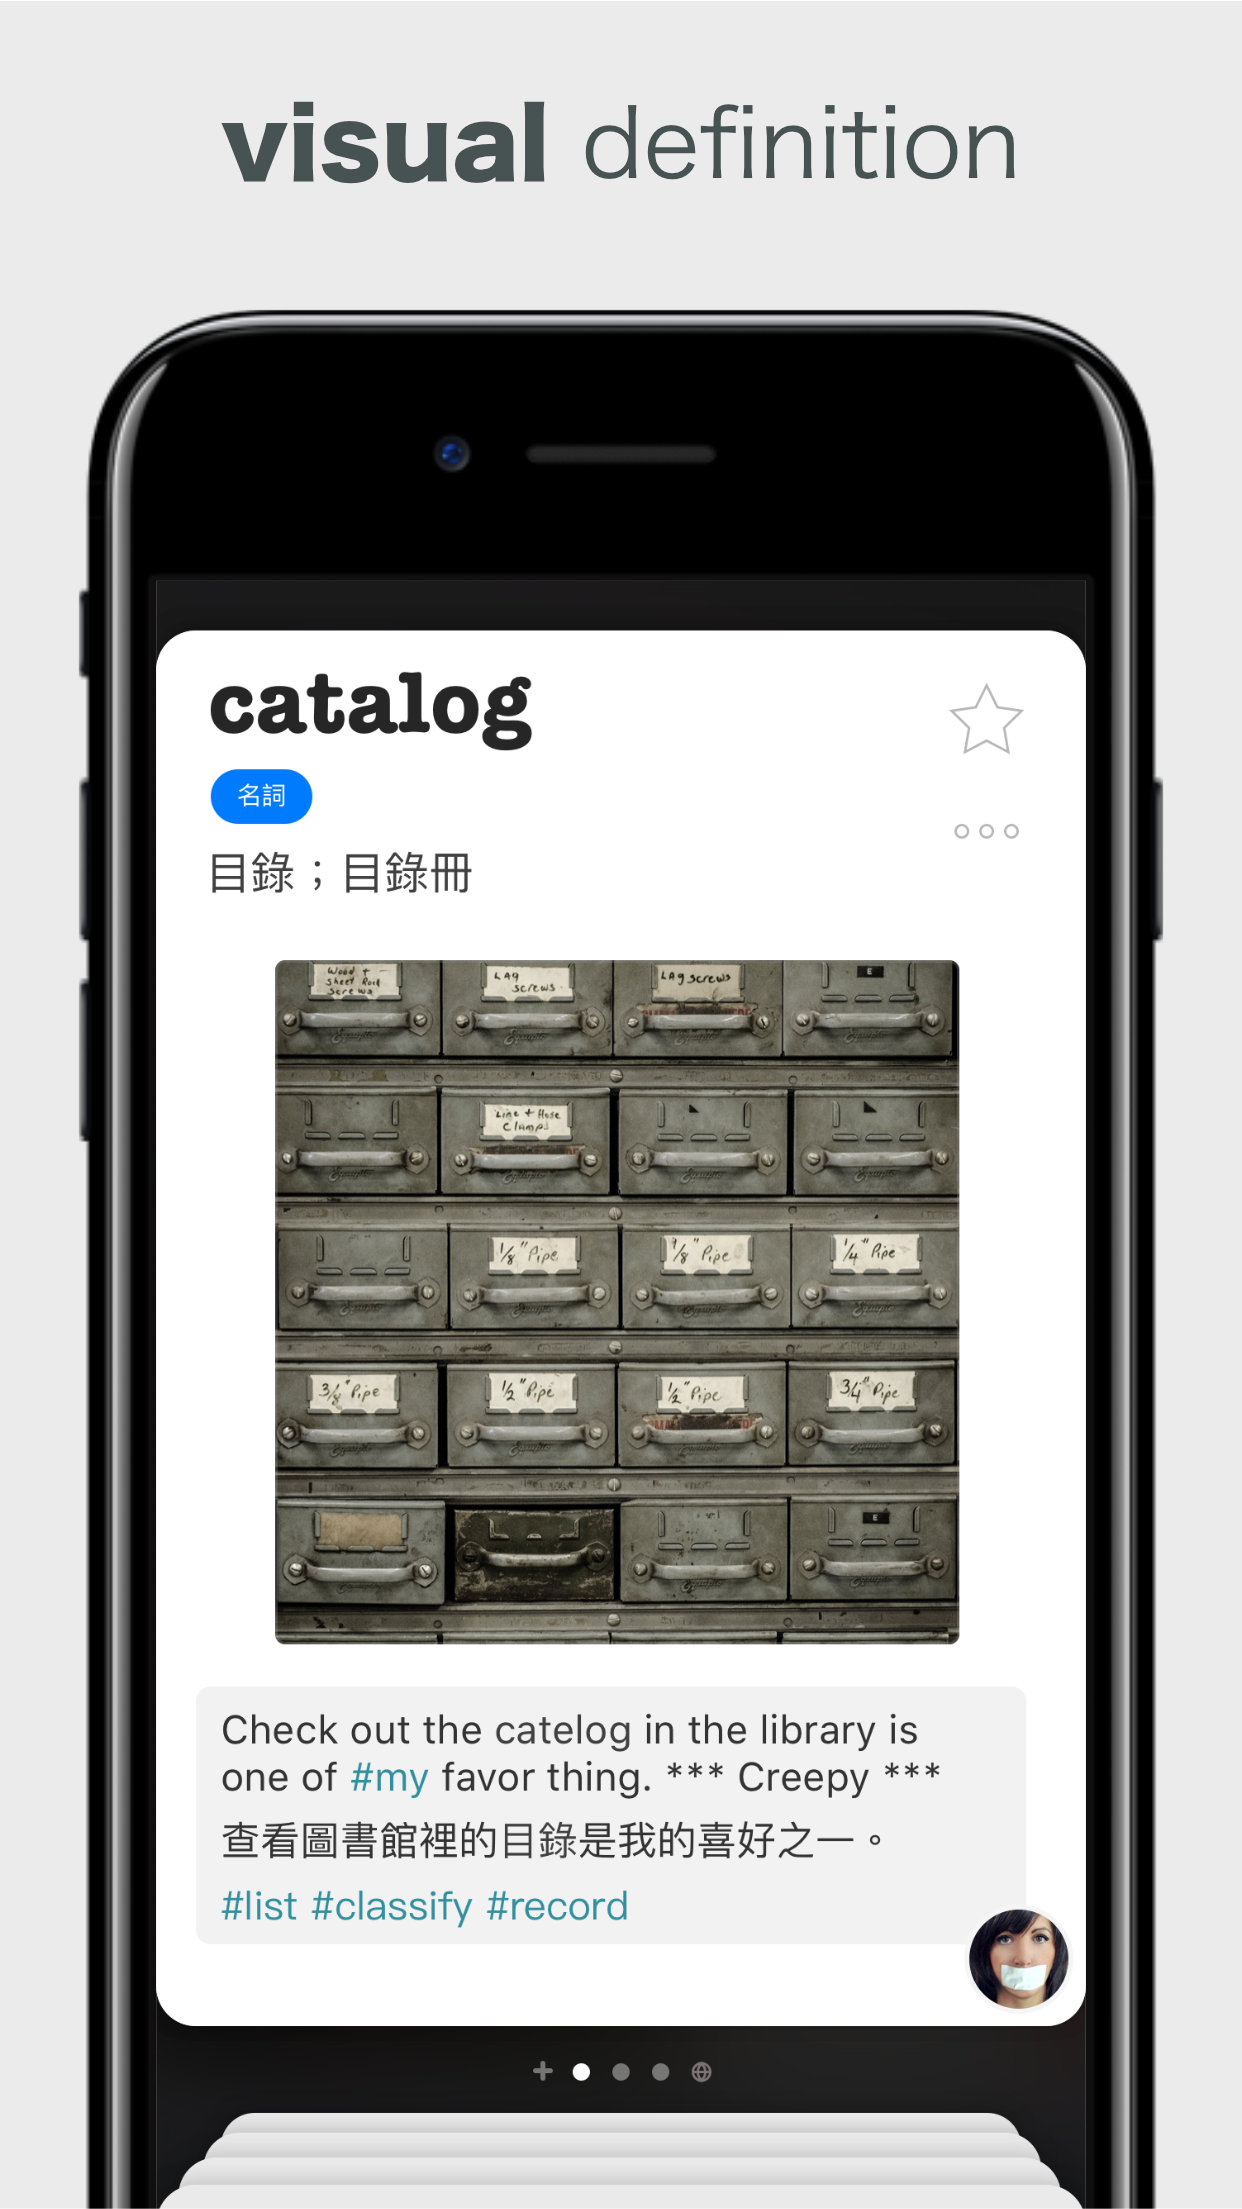 visual definition
catalog
名詞
目錄；目錄冊
Wood +
Sheet Rock
Screws
LAg
screws
LAg screws
E
Line + Hose
Clamps
1/8" Pipe
1/8" Pipe
1/4" Pipe
3/8" Pipe
1/2" Pipe
1/2" Pipe
3/4" Pipe
E
Check out the catelog in the library is
one of #my favor thing. *** Creepy ***
查看圖書館裡的目錄是我的喜好之一。
#list #classify #record